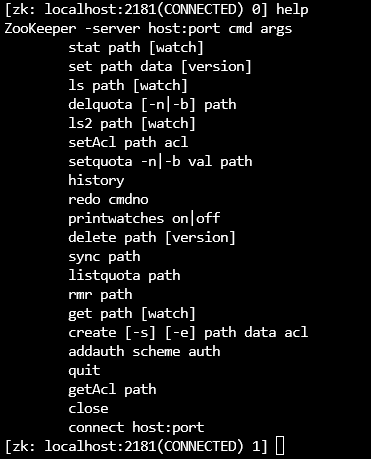 [zk: localhost:2181(CONNECTED) 0] help
ZooKeeper -server host:port cmd args
        stat path [watch]
        set path data [version]
        ls path [watch]
        delquota [-n|-b] path
        ls2 path [watch]
        setAcl path acl
        setquota -n|-b val path
        history
        redo cmdno
        printwatches on|off
        delete path [version]
        sync path
        listquota path
        rmr path
        get path [watch]
        create [-s] [-e] path data acl
        addauth scheme auth
        quit
        getAcl path
        close
        connect host:port
[zk: localhost:2181(CONNECTED) 1]